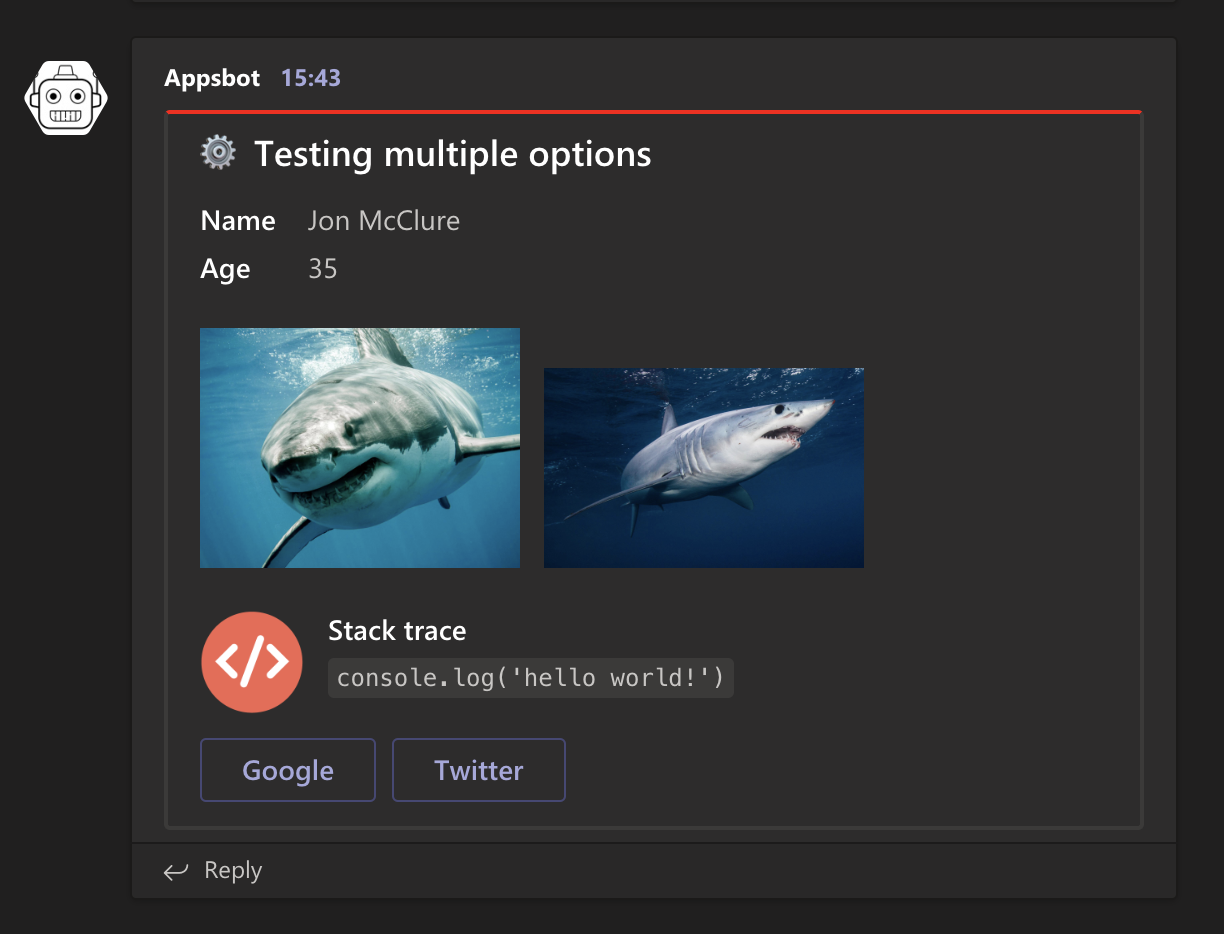 Appsbot 15:43
Testing multiple options
Name Jon McClure
Age 35
Stack trace
console.log('hello world!')
Google Twitter
Reply